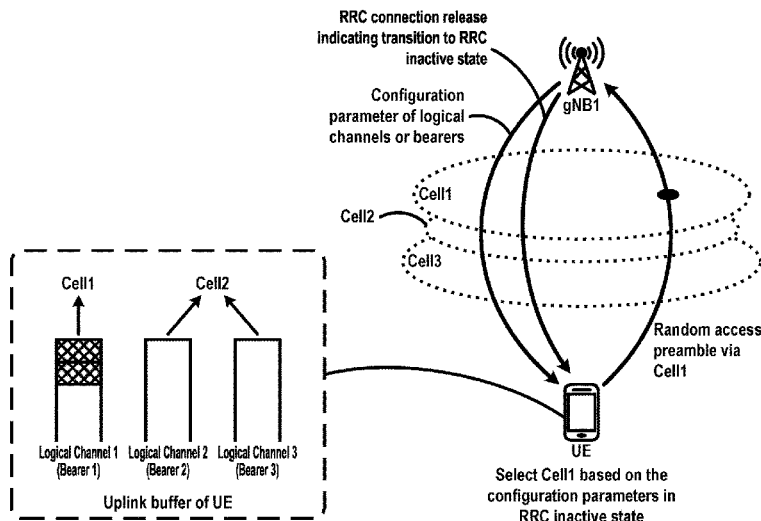 RRC connection release
indicating transition to RRC
inactive state
Configuration
parameter of logical
channels or bearers
gNB1
Cell1
Cell2
Cell3
Random access
preamble via
Cell1
UE
Select Cell1 based on the
configuration parameters in
RRC inactive state
Cell1
Cell2
Logical Channel 1
(Bearer 1)
Logical Channel 2
(Bearer 2)
Logical Channel 3
(Bearer 3)
Uplink buffer of UE